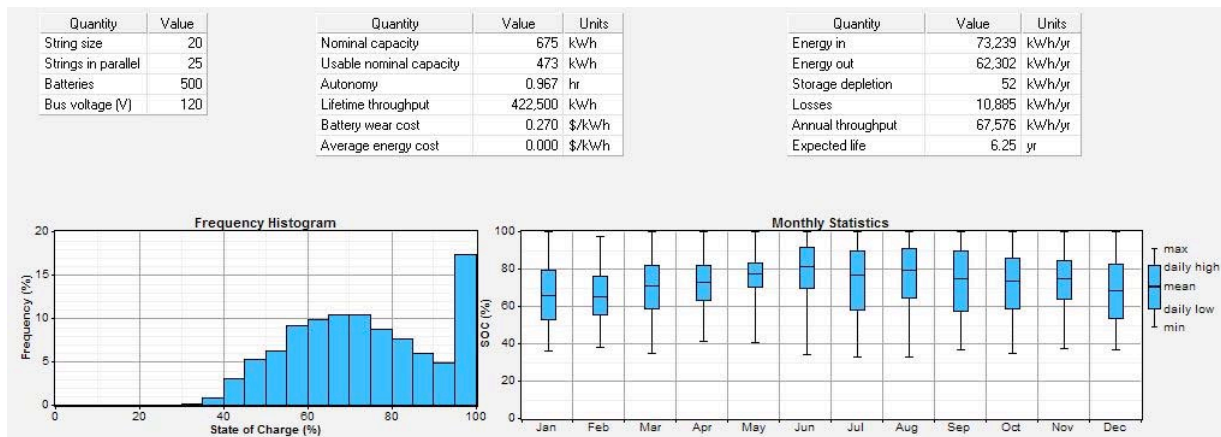 Quantity Value
String size 20
Strings in parallel 25
Batteries 500
Bus voltage (V) 120
Quantity Value Units
Nominal capacity 675 kWh
Usable nominal capacity 473 kWh
Autonomy 0.967 hr
Lifetime throughput 422,500 kWh
Battery wear cost 0.270 $/kWh
Average energy cost 0.000 $/kWh
Quantity Value Units
Energy in 73,239 kWh/yr
Energy out 62,302 kWh/yr
Storage depletion 52 kWh/yr
Losses 10,885 kWh/yr
Annual throughput 67,576 kWh/yr
Expected life 6.25 yr
Frequency Histogram
Frequency (%)
20
15
10
5
0
0 20 40 60 80 100
State of Charge (%)
Monthly Statistics
SOC (%)
100
80
60
40
20
0
Jan Feb Mar Apr May Jun Jul Aug Sep Oct Nov Dec
max
daily high
mean
daily low
min